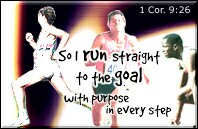 1 Cor. 9:26
So I run straight
to the goal
with purpose
in every step